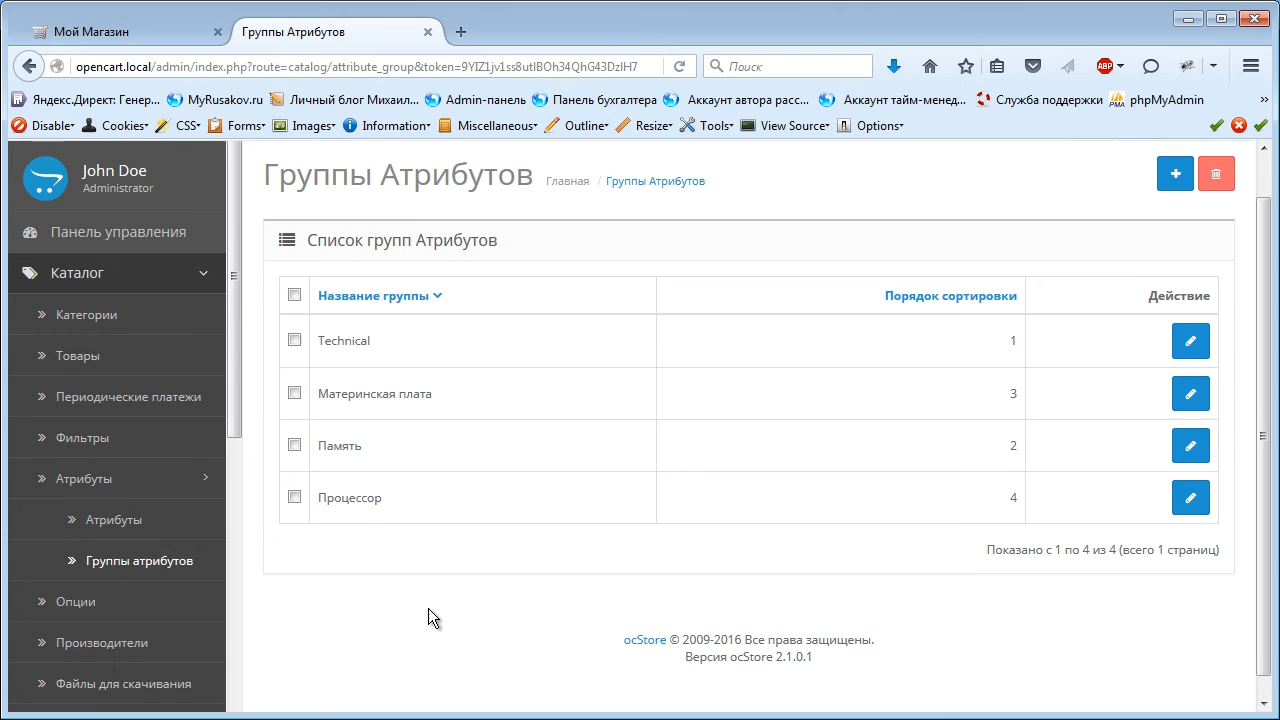 Мой Магазин
Группы Атрибутов
opencart.local/admin/index.php?route=catalog/attribute_group&token=9YIZ1jv1ss8utIBOh34QhG43DzIH7
Поиск
ABP
Яндекс.Директ: Генер... MyRusakov.ru Личный блог Михаил... Admin-панель Панель бухгалтера Аккаунт автора расс... Аккаунт тайм-менед... Служба поддержки PMA phpMyAdmin
Disable Cookies CSS Forms Images Information Miscellaneous Outline Resize Tools View Source Options
John Doe
Administrator
Панель управления
Каталог
Категории
Товары
Периодические платежи
Фильтры
Атрибуты
Атрибуты
Группы атрибутов
Опции
Производители
Файлы для скачивания
Группы Атрибутов Главная / Группы Атрибутов
Список групп Атрибутов
Название группы Порядок сортировки Действие
Technical 1
Материнская плата 3
Память 2
Процессор 4
Показано с 1 по 4 из 4 (всего 1 страниц)
ocStore © 2009-2016 Все права защищены.
Версия ocStore 2.1.0.1